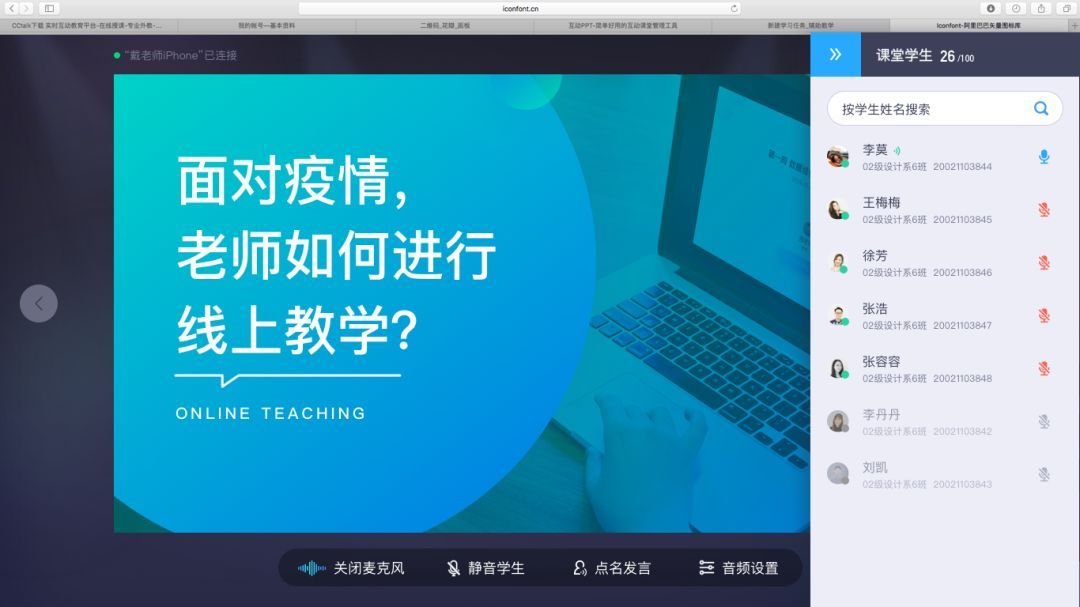 iconfont.cn
CCtalk下载 实时互动教育平台-在线授课-专业外教-...
我的帐号—基本资料
二维码_花瓣_画板
互动PPT-简单好用的互动课堂管理工具
新建学习任务_辅助教学
Iconfont-阿里巴巴矢量图标库
“戴老师iPhone”已连接
课堂学生 26/100
按学生姓名搜索
面对疫情,
老师如何进行
线上教学?
ONLINE TEACHING
李莫
02级设计系6班 20021103844
王梅梅
02级设计系6班 20021103845
徐芳
02级设计系6班 20021103846
张浩
02级设计系6班 20021103847
张容容
02级设计系6班 20021103848
李丹丹
02级设计系6班 20021103842
刘凯
02级设计系6班 20021103843
关闭麦克风
静音学生
点名发言
音频设置